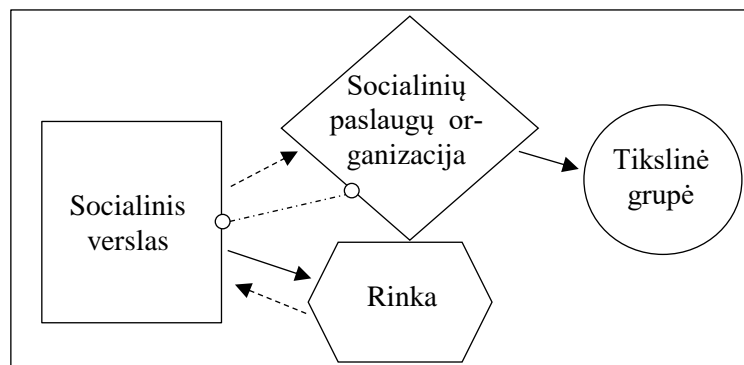 Socialinių
paslaugų or-
ganizacija
Tikslinė
grupė
Socialinis
verslas
Rinka